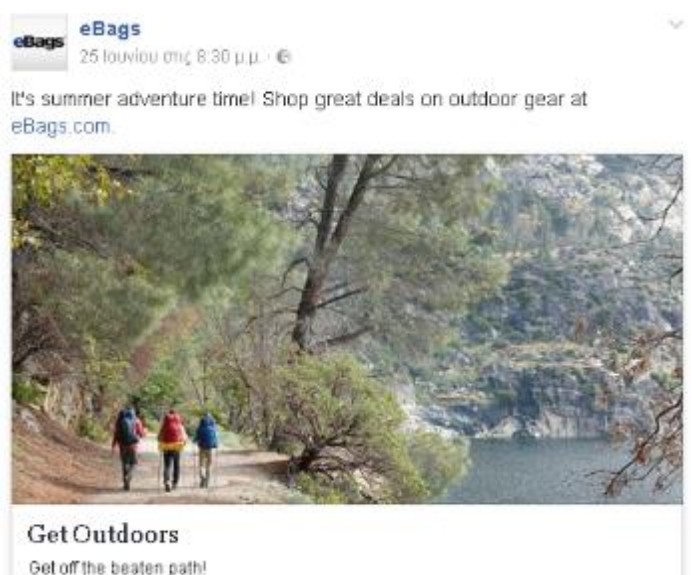 eBags
eBags
25 Ιουνίου στις 8:30 μ.μ. ·
It's summer adventure time! Shop great deals on outdoor gear at
eBags.com.
Get Outdoors
Get off the beaten path!